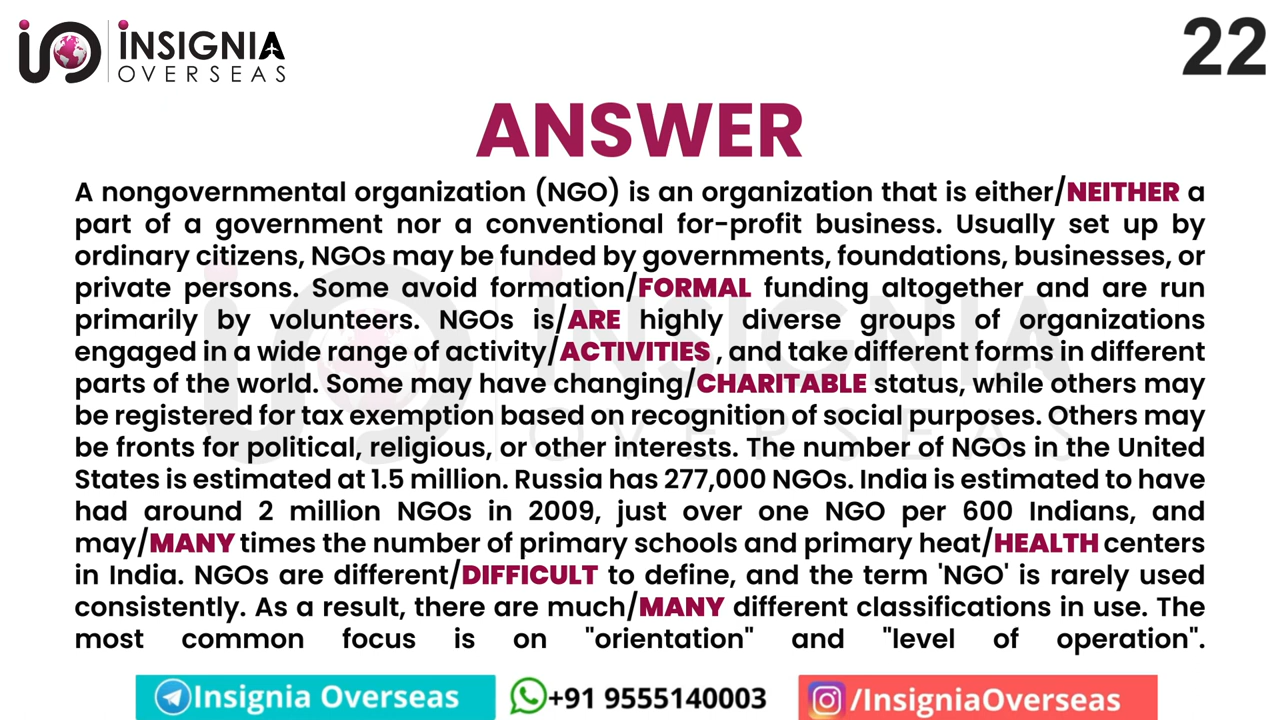 INSIGNIA
OVERSEAS
22
ANSWER
A nongovernmental organization (NGO) is an organization that is either/NEITHER a
part of a government nor a conventional for-profit business. Usually set up by
ordinary citizens, NGOs may be funded by governments, foundations, businesses, or
private persons. Some avoid formation/FORMAL funding altogether and are run
primarily by volunteers. NGOs is/ARE highly diverse groups of organizations
engaged in a wide range of activity/ACTIVITIES , and take different forms in different
parts of the world. Some may have changing/CHARITABLE status, while others may
be registered for tax exemption based on recognition of social purposes. Others may
be fronts for political, religious, or other interests. The number of NGOs in the United
States is estimated at 1.5 million. Russia has 277,000 NGOs. India is estimated to have
had around 2 million NGOs in 2009, just over one NGO per 600 Indians, and
may/MANY times the number of primary schools and primary heat/HEALTH centers
in India. NGOs are different/DIFFICULT to define, and the term 'NGO' is rarely used
consistently. As a result, there are much/MANY different classifications in use. The
most common focus is on "orientation" and "level of operation".
Insignia Overseas
+91 9555140003
/InsigniaOverseas